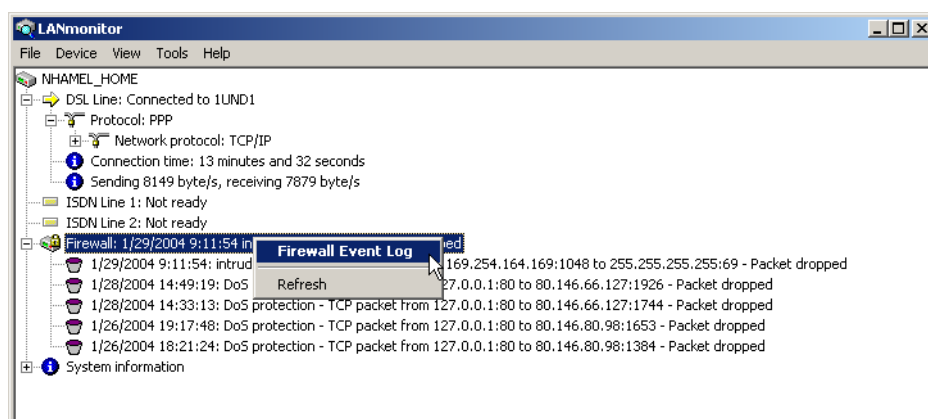 LANmonitor
File Device View Tools Help
NHAMEL_HOME
DSL Line: Connected to 1UND1
Protocol: PPP
Network protocol: TCP/IP
Connection time: 13 minutes and 32 seconds
Sending 8149 byte/s, receiving 7879 byte/s
ISDN Line 1: Not ready
ISDN Line 2: Not ready
Firewall: 1/29/2004 9:11:54 in
Firewall Event Log
Refresh
1/29/2004 9:11:54: intrud 169.254.164.169:1048 to 255.255.255.255:69 - Packet dropped
1/28/2004 14:49:19: DoS 27.0.0.1:80 to 80.146.66.127:1926 - Packet dropped
1/28/2004 14:33:13: DoS protection - TCP packet from 127.0.0.1:80 to 80.146.66.127:1744 - Packet dropped
1/26/2004 19:17:48: DoS protection - TCP packet from 127.0.0.1:80 to 80.146.80.98:1653 - Packet dropped
1/26/2004 18:21:24: DoS protection - TCP packet from 127.0.0.1:80 to 80.146.80.98:1384 - Packet dropped
System information